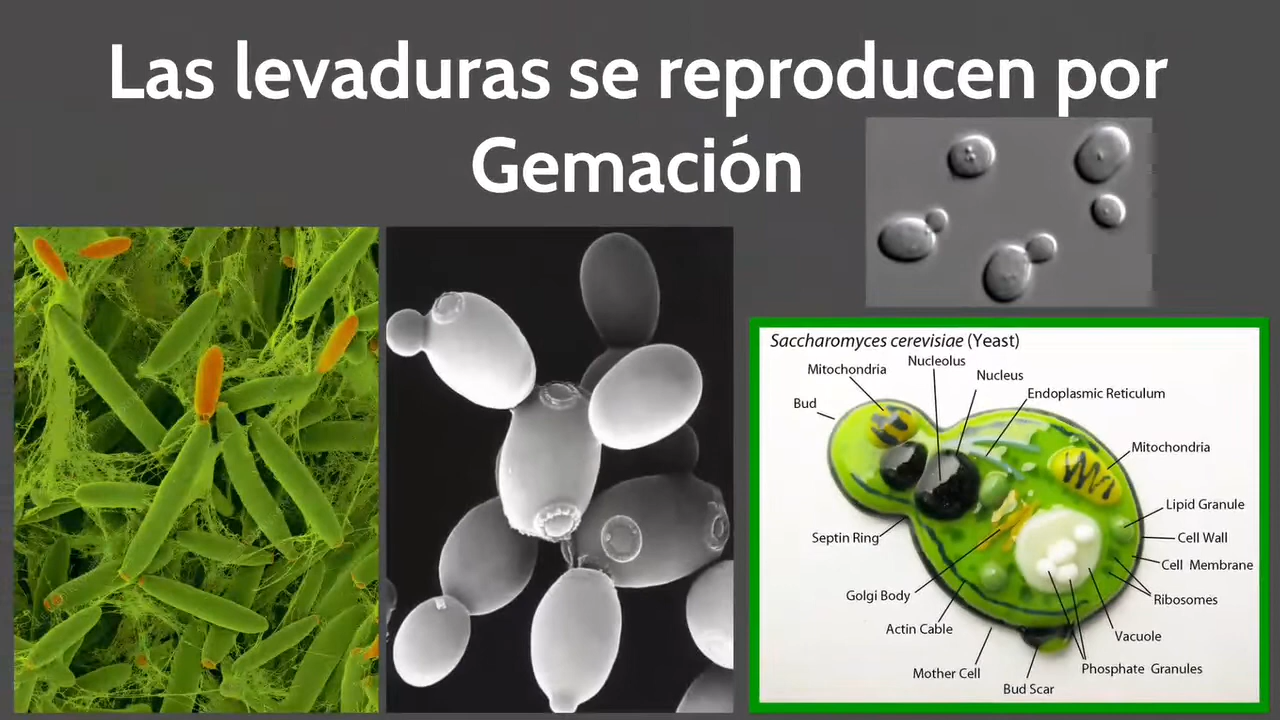 Las levaduras se reproducen por
Gemación
Saccharomyces cerevisiae (Yeast)
Nucleolus
Mitochondria
Nucleus
Endoplasmic Reticulum
Bud
Mitochondria
Lipid Granule
Septin Ring
Cell Wall
Cell Membrane
Golgi Body
Ribosomes
Actin Cable
Vacuole
Mother Cell
Phosphate Granules
Bud Scar